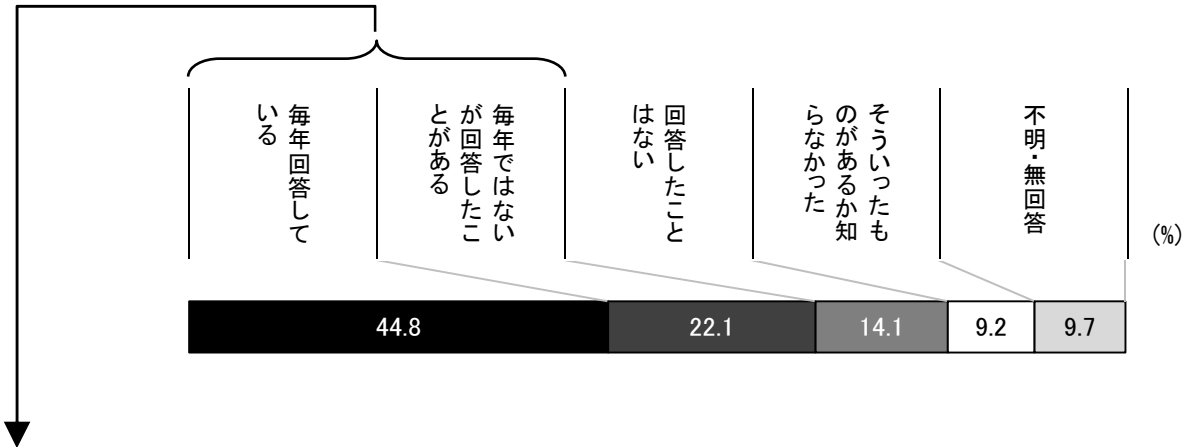 毎年回答して
いる
毎年ではない
が回答したこ
とがある
回答したこと
はない
そういったも
のがあるか知
らなかった
不明・無回答
(%)
44.8
22.1
14.1
9.2
9.7